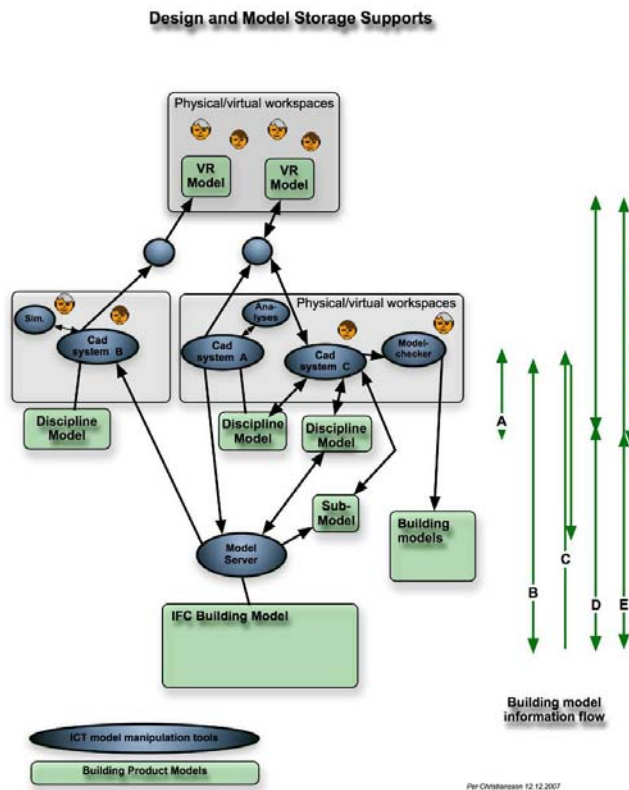 Design and Model Storage Supports
Physical/virtual workspaces
VR
Model
VR
Model
Physical/virtual workspaces
Sim.
Cad
system B
Ana-
lyses
Cad
system A
Cad
system C
Model-
checker
Discipline
Model
Discipline
Model
Discipline
Model
Sub-
Model
Building
models
Model
Server
IFC Building Model
A
B
C
D
E
Building model
information flow
ICT model manipulation tools
Building Product Models
Per Christiansson 12.12.2007